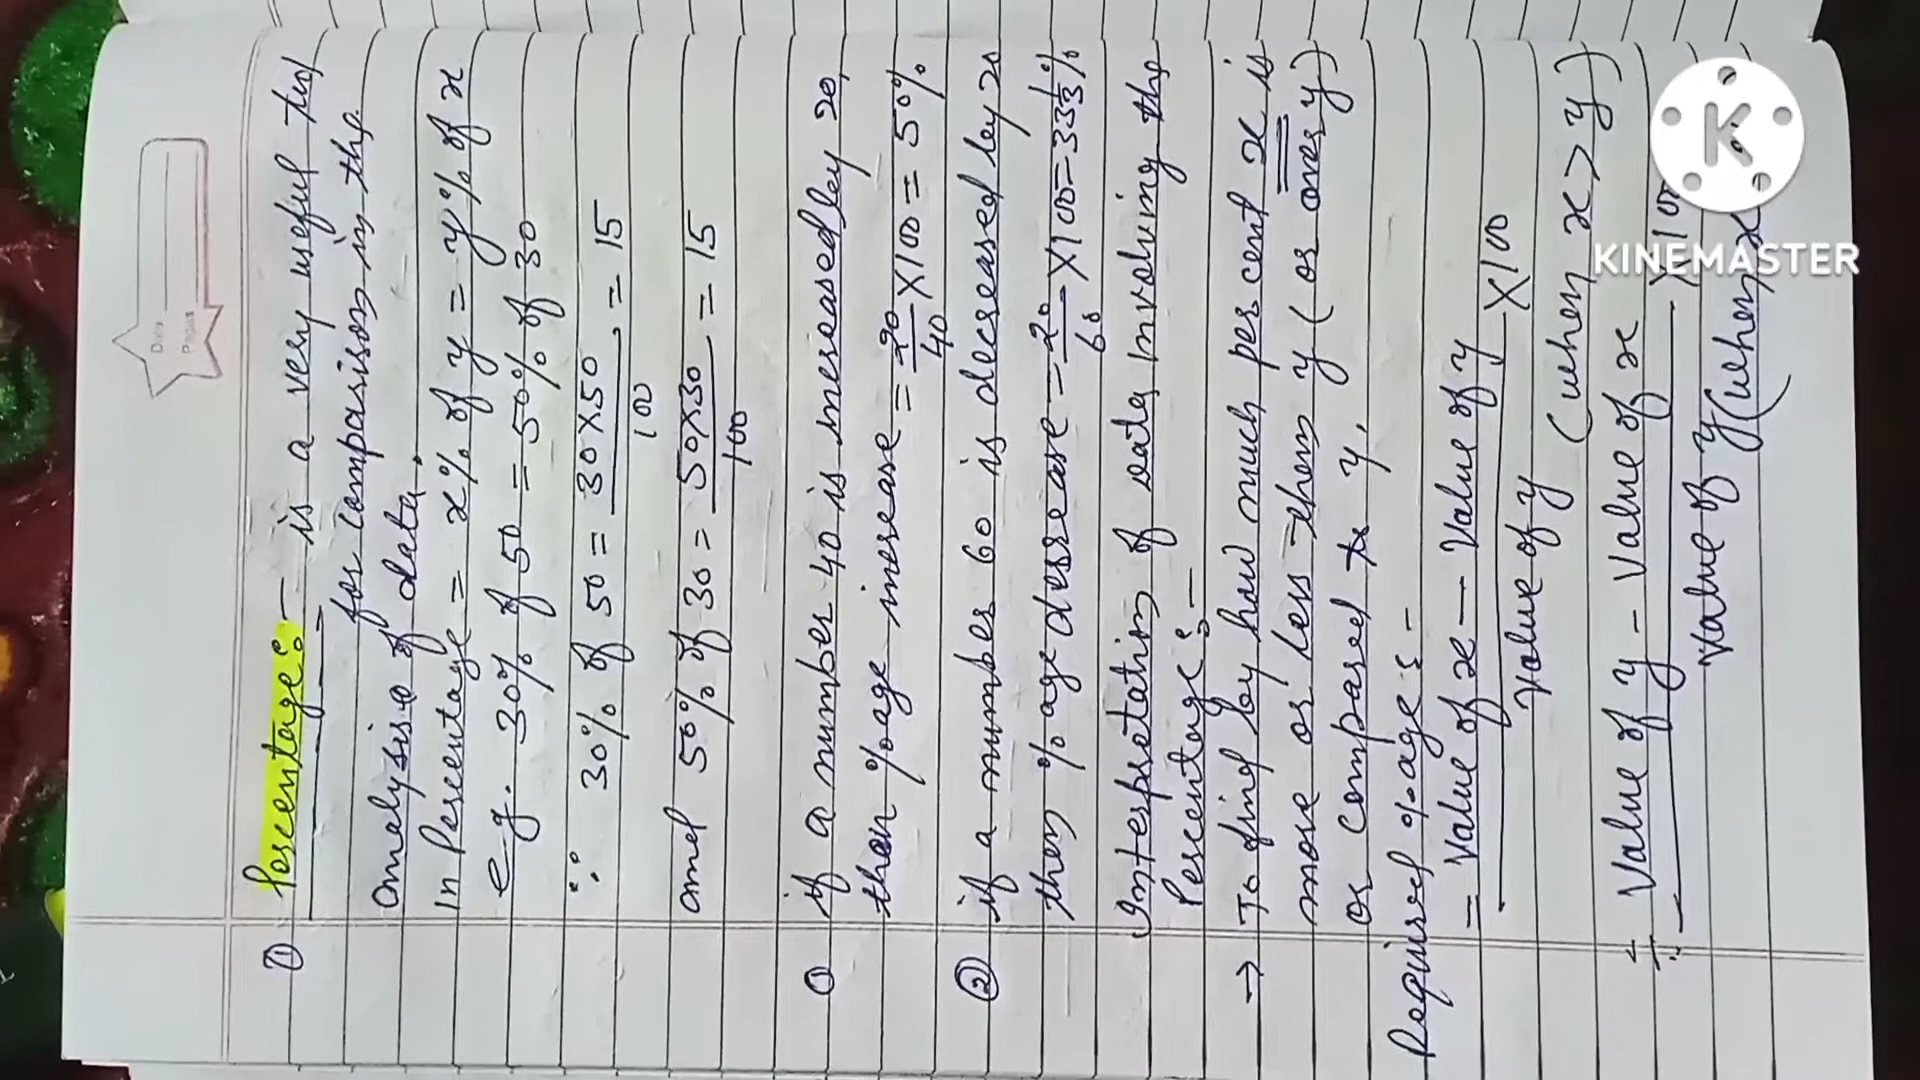 Date
Page
① Percentage:- is a very useful
for comparison in the
analysis of data.
in Percentage = x% of y = y% of x
e.g. 30% of 50 = 50% of 30
∴ 30% of 50 = 30×50/100 = 15
and 50% of 30 = 50×30/100 = 15
① if a number 40 is increased by 20,
then %age increase = 20/40 ×100 = 50%
② if a number 60 is decreased by 20
then %age decrease = 20/60 ×100 = 33 1/3 %
Interpretation of data involving the
Percentage:-
→ To find by how much per cent x is
more or less than y (or over y)
or compared to y.
Required %age:-
= Value of x - Value of y / Value of y ×100
(when x > y)
Value of y - Value of x / Value of y ×100
(when x
KINEMASTER